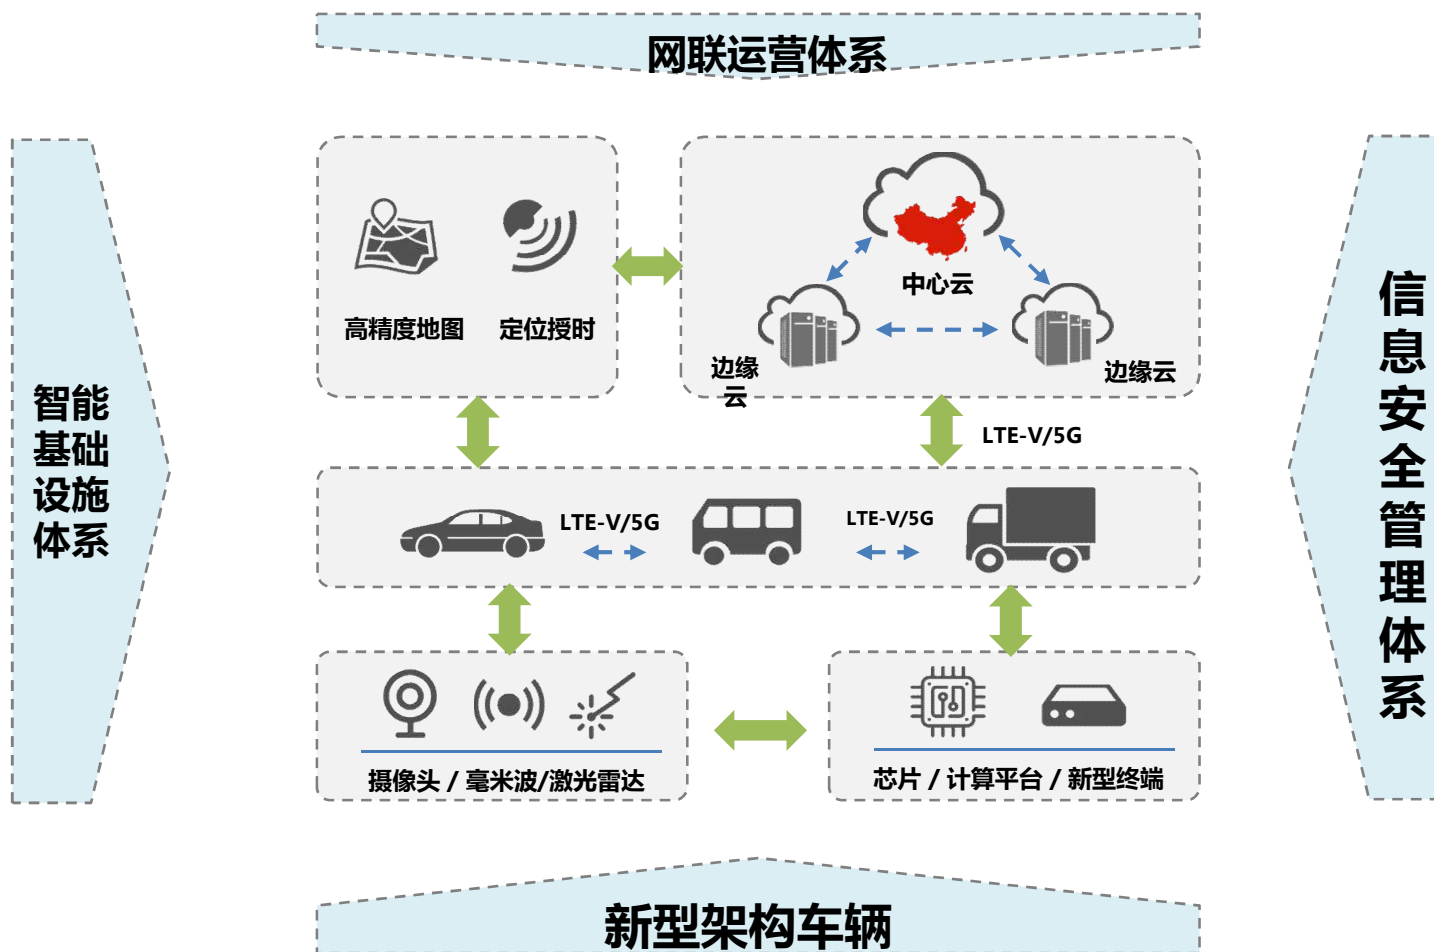 网联运营体系
中心云
高精度地图
定位授时
边缘
云
边缘云
智能
基础
设施
体系
信
息
安
全
管
理
体
系
LTE-V/5G
LTE-V/5G
LTE-V/5G
摄像头 / 毫米波/激光雷达
芯片 / 计算平台 / 新型终端
新型架构车辆